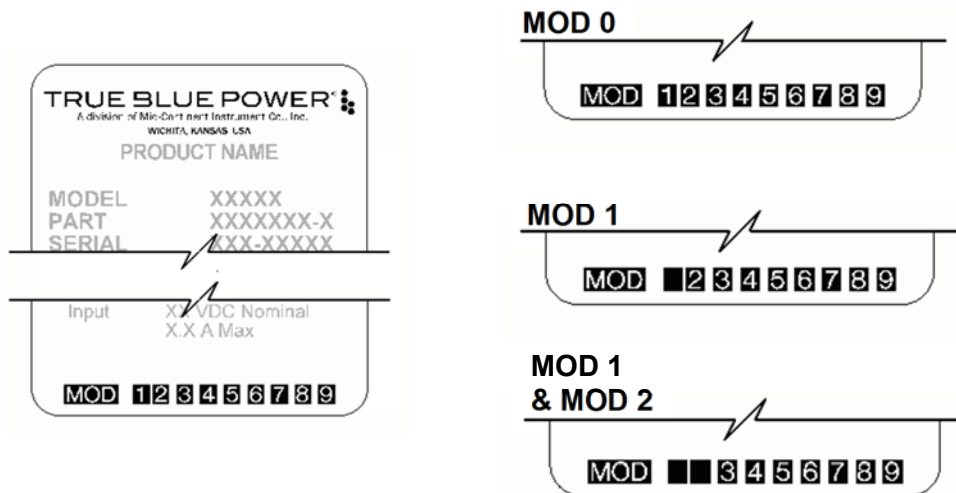 TRUE BLUE POWER®
A division of Mid-Continent Instrument Co., Inc.
WICHITA, KANSAS USA
PRODUCT NAME
MODEL XXXXX
PART XXXXXXX-X
SERIAL XXX-XXXXX
Input XX VDC Nominal
X.X A Max
MOD 1 2 3 4 5 6 7 8 9
MOD 0
MOD 1 2 3 4 5 6 7 8 9
MOD 1
MOD 2 3 4 5 6 7 8 9
MOD 1
& MOD 2
MOD 3 4 5 6 7 8 9